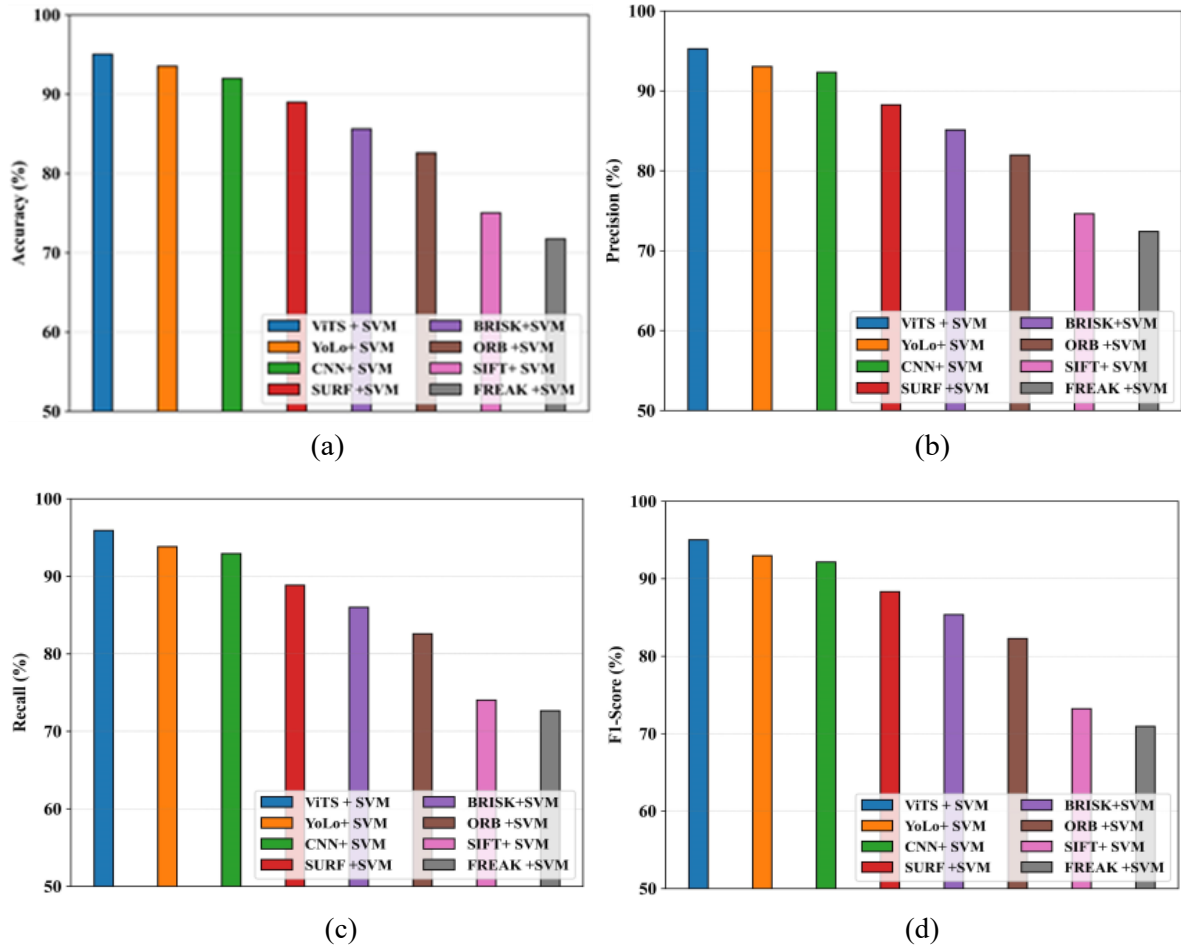 100
90
80
70
60
50
Accuracy (%)
ViTS + SVM
YoLo+ SVM
CNN+ SVM
SURF +SVM
BRISK+SVM
ORB +SVM
SIFT+ SVM
FREAK +SVM
(a)
100
90
80
70
60
50
Precision (%)
ViTS + SVM
YoLo+ SVM
CNN+ SVM
SURF +SVM
BRISK+SVM
ORB +SVM
SIFT+ SVM
FREAK +SVM
(b)
100
90
80
70
60
50
Recall (%)
ViTS + SVM
YoLo+ SVM
CNN+ SVM
SURF +SVM
BRISK+SVM
ORB +SVM
SIFT+ SVM
FREAK +SVM
(c)
100
90
80
70
60
50
F1-Score (%)
ViTS + SVM
YoLo+ SVM
CNN+ SVM
SURF +SVM
BRISK+SVM
ORB +SVM
SIFT+ SVM
FREAK +SVM
(d)